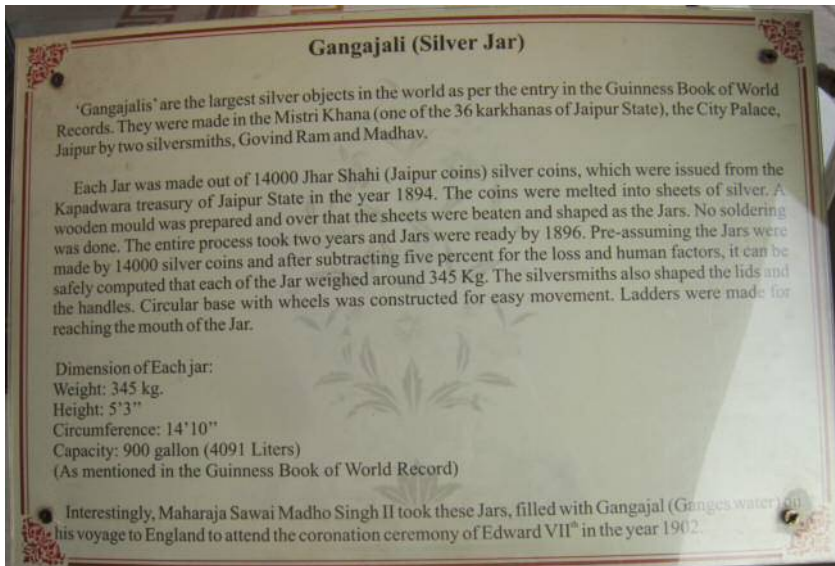 Gangajali (Silver Jar)
'Gangajalis' are the largest silver objects in the world as per the entry in the Guinness Book of World
Records. They were made in the Mistri Khana (one of the 36 karkhanas of Jaipur State), the City Palace,
Jaipur by two silversmiths, Govind Ram and Madhav.
Each Jar was made out of 14000 Jhar Shahi (Jaipur coins) silver coins, which were issued from the
Kapadwara treasury of Jaipur State in the year 1894. The coins were melted into sheets of silver. A
wooden mould was prepared and over that the sheets were beaten and shaped as the Jars. No soldering
was done. The entire process took two years and Jars were ready by 1896. Pre-assuming the Jars were
made by 14000 silver coins and after subtracting five percent for the loss and human factors, it can be
safely computed that each of the Jar weighed around 345 Kg. The silversmiths also shaped the lids and
the handles. Circular base with wheels was constructed for easy movement. Ladders were made for
reaching the mouth of the Jar.
Dimension of Each jar:
Weight: 345 kg.
Height: 5'3"
Circumference: 14'10"
Capacity: 900 gallon (4091 Liters)
(As mentioned in the Guinness Book of World Record)
Interestingly, Maharaja Sawai Madho Singh II took these Jars, filled with Gangajal (Ganges water) on
his voyage to England to attend the coronation ceremony of Edward VIIth in the year 1902.